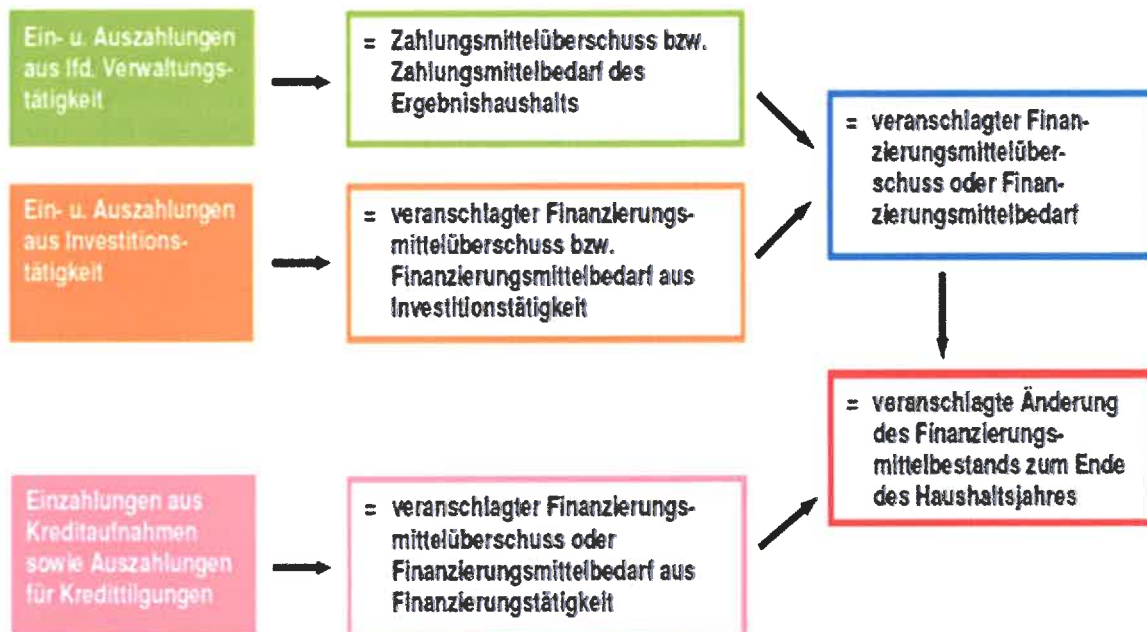 Ein- u. Auszahlungen
aus lfd. Verwaltungs-
tätigkeit
= Zahlungsmittelüberschuss bzw.
Zahlungsmittelbedarf des
Ergebnishaushalts
= veranschlagter Finan-
zierungsmittelüber-
schuss oder Finan-
zierungsmittelbedarf
Ein- u. Auszahlungen
aus Investitions-
tätigkeit
= veranschlagter Finanzierungs-
mittelüberschuss bzw.
Finanzierungsmittelbedarf aus
Investitionstätigkeit
= veranschlagte Änderung
des Finanzierungs-
mittelbestands zum Ende
des Haushaltsjahres
Einzahlungen aus
Kreditaufnahmen
sowie Auszahlungen
für Kredittilgungen
= veranschlagter Finanzierungs-
mittelüberschuss oder
Finanzierungsmittelbedarf aus
Finanzierungstätigkeit